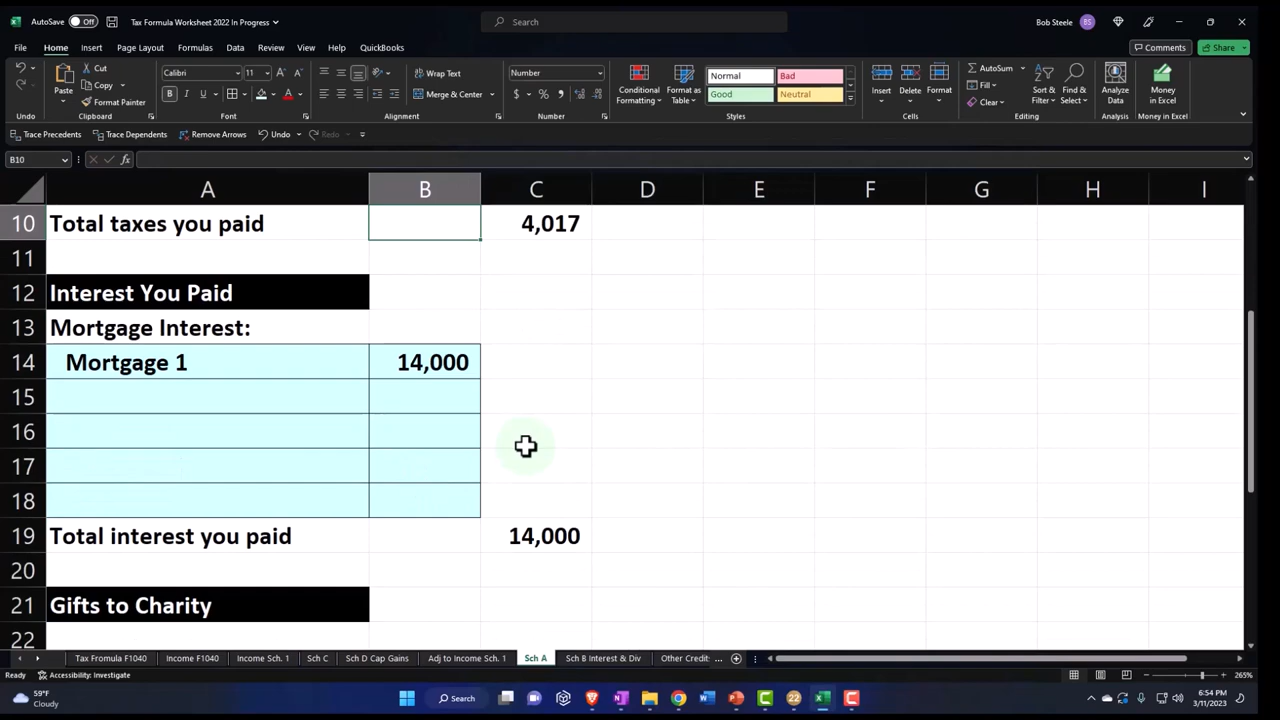 AutoSave Off Tax Formula Worksheet 2022 In Progress Search Bob Steele BS
File Home Insert Page Layout Formulas Data Review View Help QuickBooks Comments Share
Paste Cut Copy Format Painter Calibri 11 A A Wrap Text Merge & Center Number $ % Conditional Formatting Format as Table Normal Bad Good Neutral Insert Delete Format AutoSum Fill Clear Sort & Filter Find & Select Analyze Data Money in Excel
Undo Clipboard Font Alignment Number Styles Cells Editing Analysis Money in Excel
Trace Precedents Trace Dependents Remove Arrows Undo Redo
B10 fx
A B C D E F G H I
10 Total taxes you paid 4,017
11
12 Interest You Paid
13 Mortgage Interest:
14 Mortgage 1 14,000
15
16
17
18
19 Total interest you paid 14,000
20
21 Gifts to Charity
22
Tax Fromula F1040 Income F1040 Income Sch. 1 Sch C Sch D Cap Gains Adj to Income Sch. 1 Sch A Sch B Interest & Div Other Credit: ...
Ready Accessibility: Investigate 265%
59°F
Cloudy
Search
6:54 PM
3/11/2023